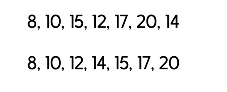 8, 10, 15, 12, 17, 20, 14
8, 10, 12, 14, 15, 17, 20